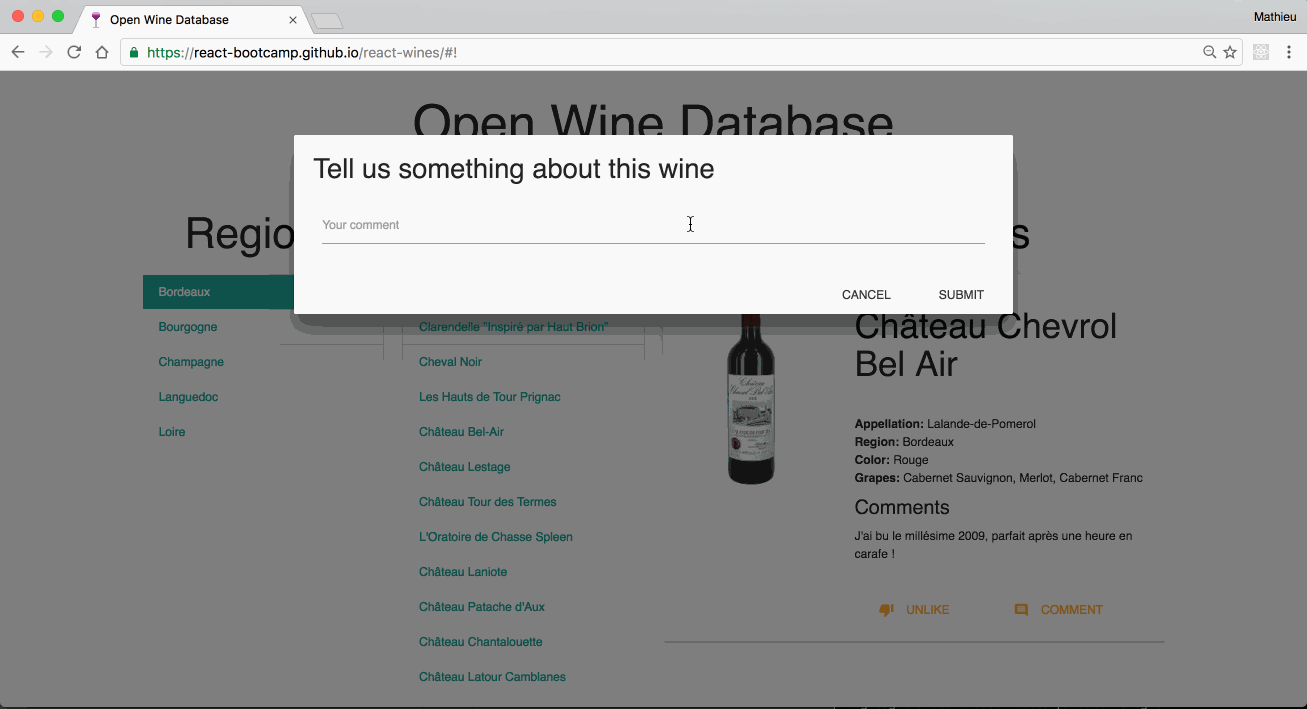 Open Wine Database
Mathieu
https://react-bootcamp.github.io/react-wines/#!
Open Wine Database
Tell us something about this wine
Your comment
CANCEL
SUBMIT
Regio
s
Bordeaux
Bourgogne
Champagne
Languedoc
Loire
Clarendelle "Inspiré par Haut Brion"
Cheval Noir
Les Hauts de Tour Prignac
Château Bel-Air
Château Lestage
Château Tour des Termes
L'Oratoire de Chasse Spleen
Château Laniote
Château Patache d'Aux
Château Chantalouette
Château Latour Camblanes
Château Chevrol
Bel Air
Appellation: Lalande-de-Pomerol
Region: Bordeaux
Color: Rouge
Grapes: Cabernet Sauvignon, Merlot, Cabernet Franc
Comments
J'ai bu le millésime 2009, parfait après une heure en
carafe !
UNLIKE
COMMENT